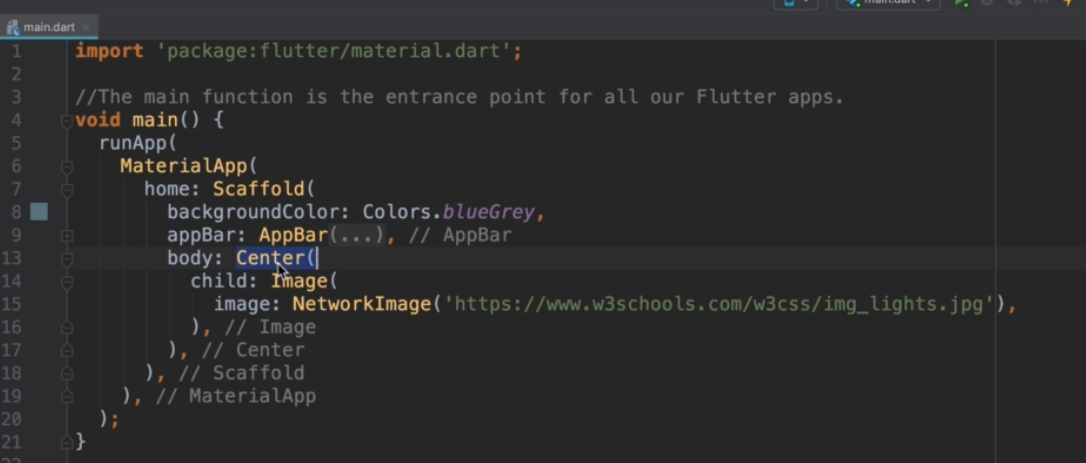 main.dart
main.dart
1 import 'package:flutter/material.dart';
2
3 //The main function is the entrance point for all our Flutter apps.
4 void main() {
5 runApp(
6 MaterialApp(
7 home: Scaffold(
8 backgroundColor: Colors.blueGrey,
9 appBar: AppBar(...), // AppBar
13 body: Center(
14 child: Image(
15 image: NetworkImage('https://www.w3schools.com/w3css/img_lights.jpg'),
16 ), // Image
17 ), // Center
18 ), // Scaffold
19 ), // MaterialApp
20 );
21 }
22